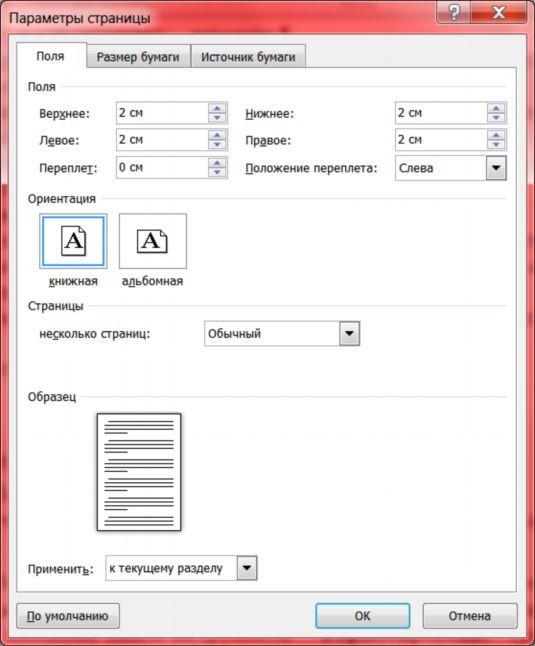 Параметры страницы
Поля Размер бумаги Источник бумаги
Поля
Верхнее: 2 см Нижнее: 2 см
Левое: 2 см Правое: 2 см
Переплет: 0 см Положение переплета: Слева
Ориентация
A A
книжная альбомная
Страницы
несколько страниц: Обычный
Образец
Применить: к текущему разделу
По умолчанию ОК Отмена